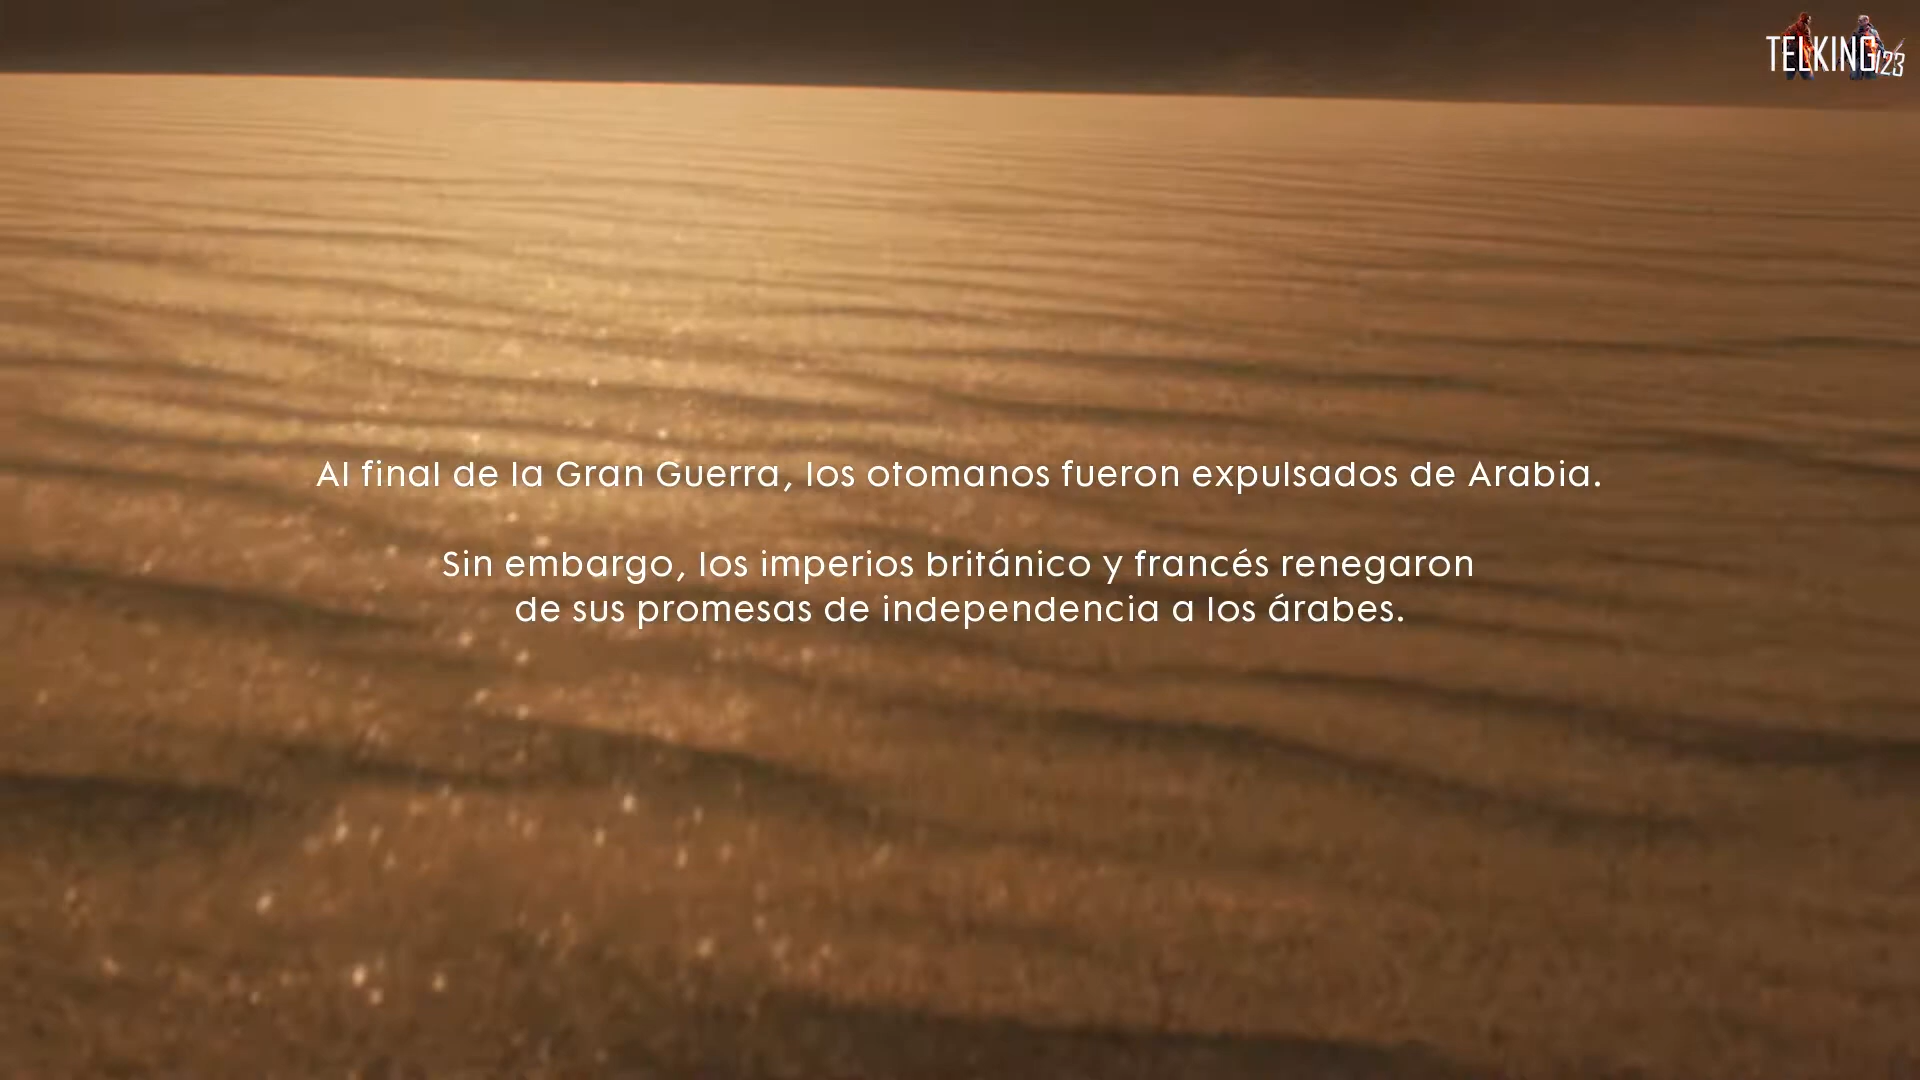 TELKING123
Al final de la Gran Guerra, los otomanos fueron expulsados de Arabia.
Sin embargo, los imperios británico y francés renegaron
de sus promesas de independencia a los árabes.